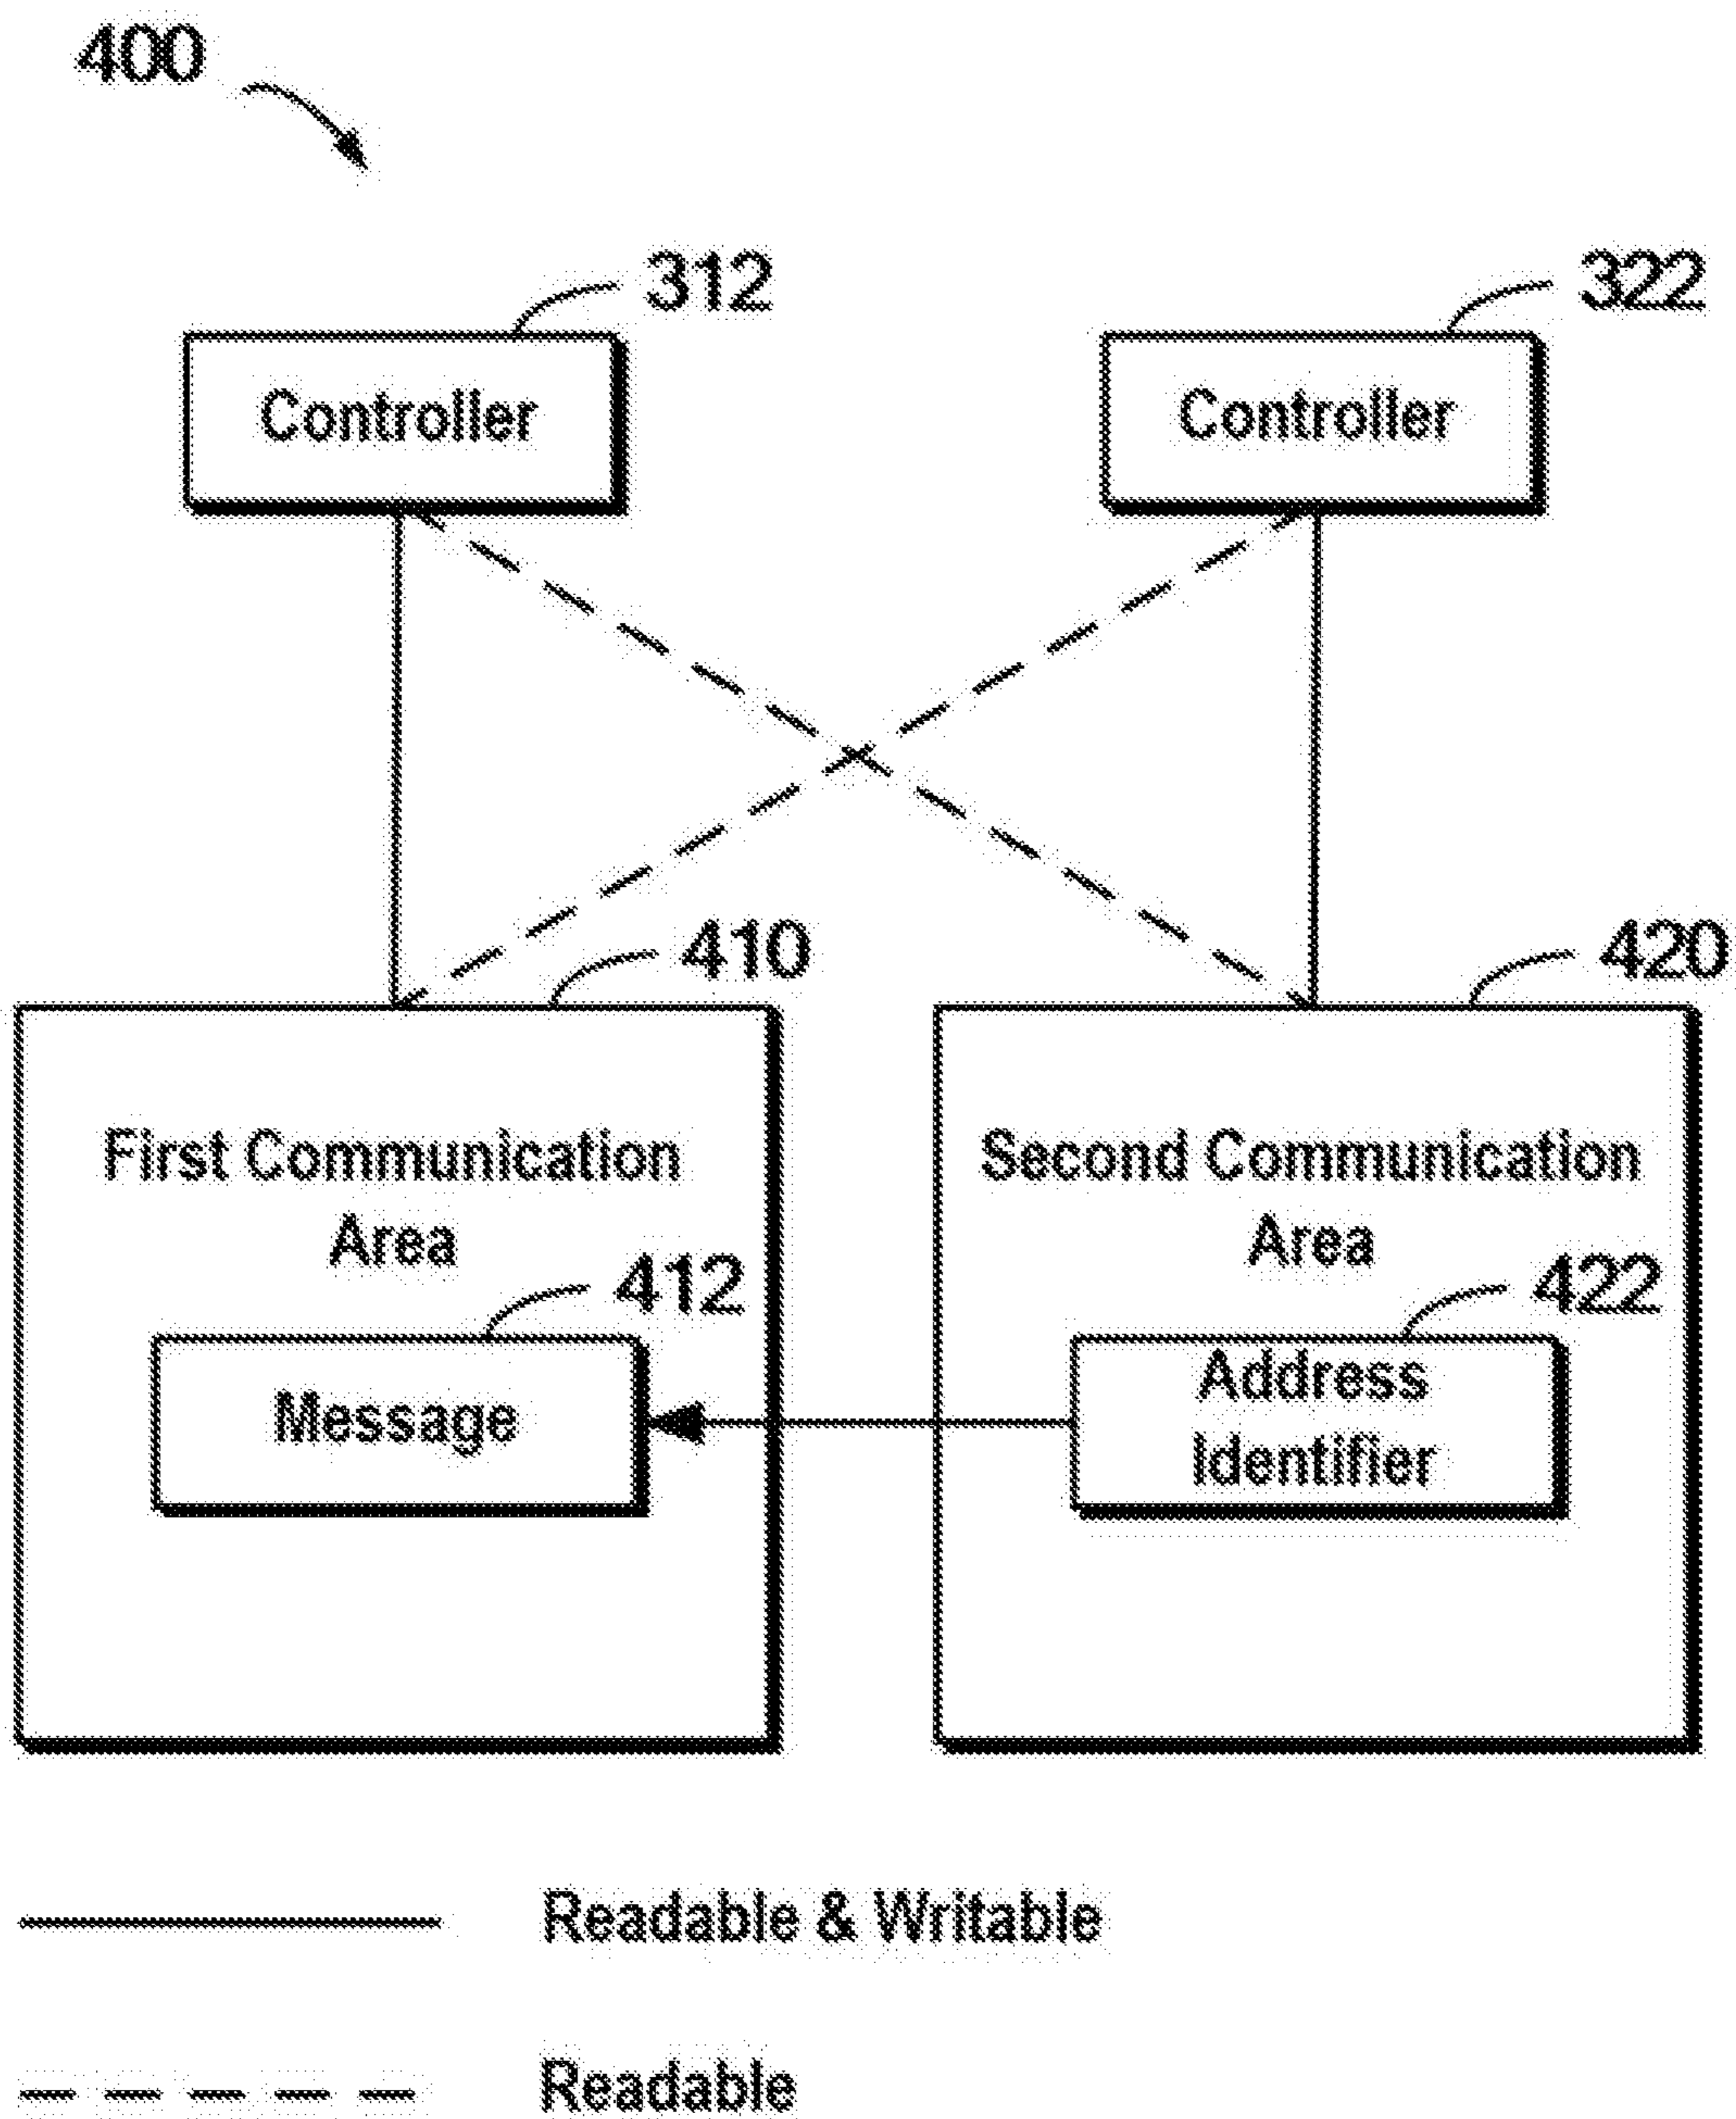 400
312
322
Controller
Controller
410
420
First Communication
Area
Second Communication
Area
412
422
Message
Address
Identifier
Readable & Writable
Readable